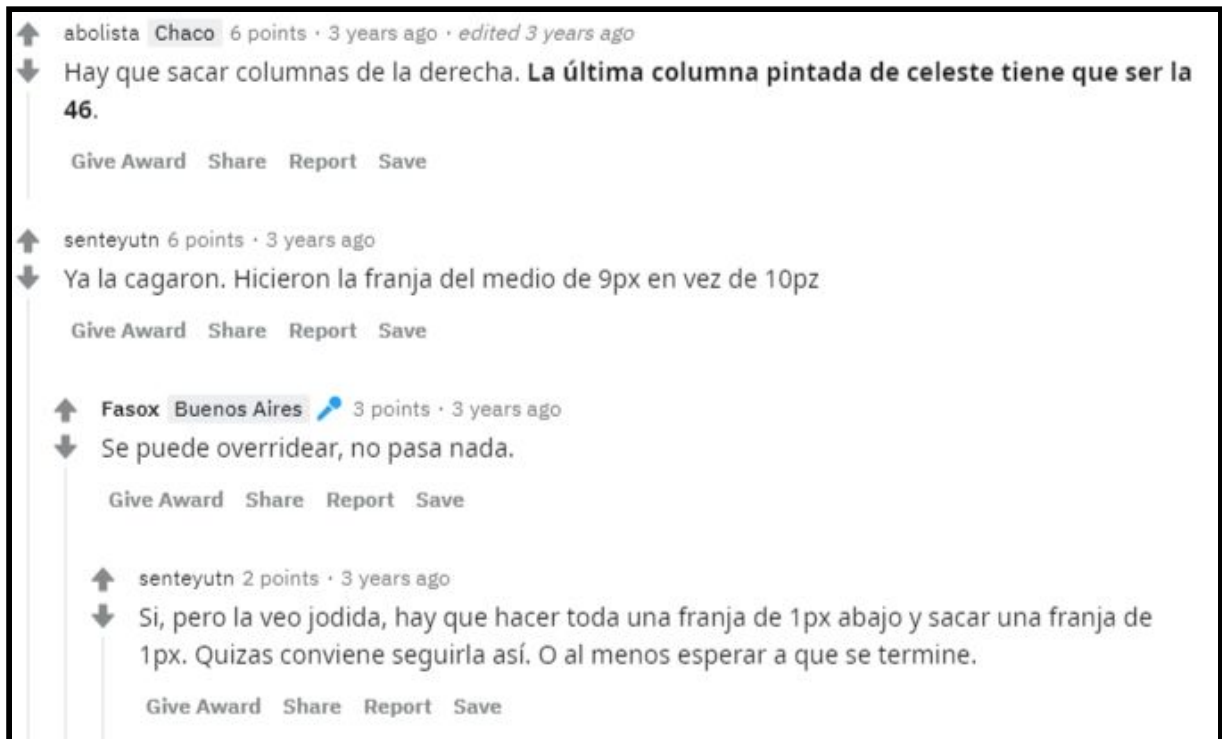 abolista Chaco 6 points · 3 years ago · edited 3 years ago
Hay que sacar columnas de la derecha. La última columna pintada de celeste tiene que ser la
46.
Give Award Share Report Save
senteyutn 6 points · 3 years ago
Ya la cagaron. Hicieron la franja del medio de 9px en vez de 10pz
Give Award Share Report Save
Fasox Buenos Aires 3 points · 3 years ago
Se puede overridear, no pasa nada.
Give Award Share Report Save
senteyutn 2 points · 3 years ago
Si, pero la veo jodida, hay que hacer toda una franja de 1px abajo y sacar una franja de
1px. Quizas conviene seguirla así. O al menos esperar a que se termine.
Give Award Share Report Save